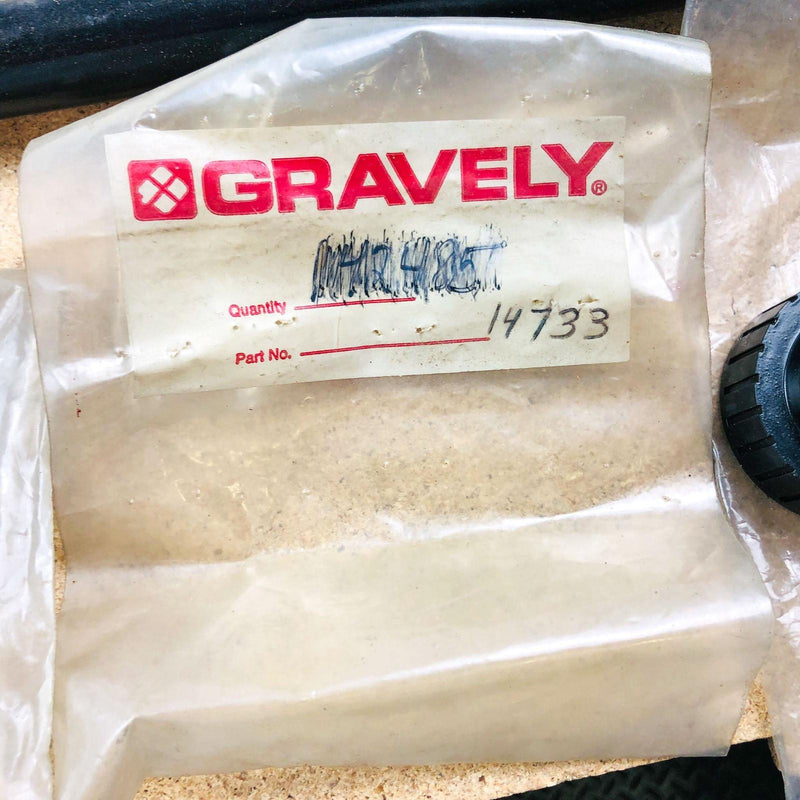 GRAVELY®
Quantity
14733
Part No.